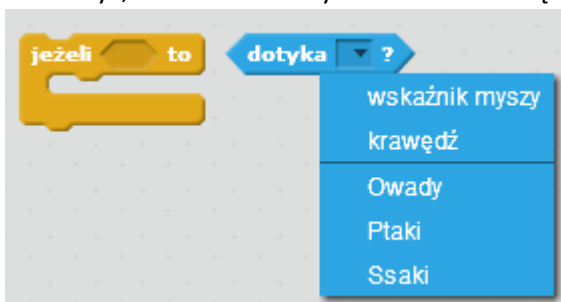 jeżeli to
dotyka ?
wskaźnik myszy
krawędź
Owady
Ptaki
Ssaki